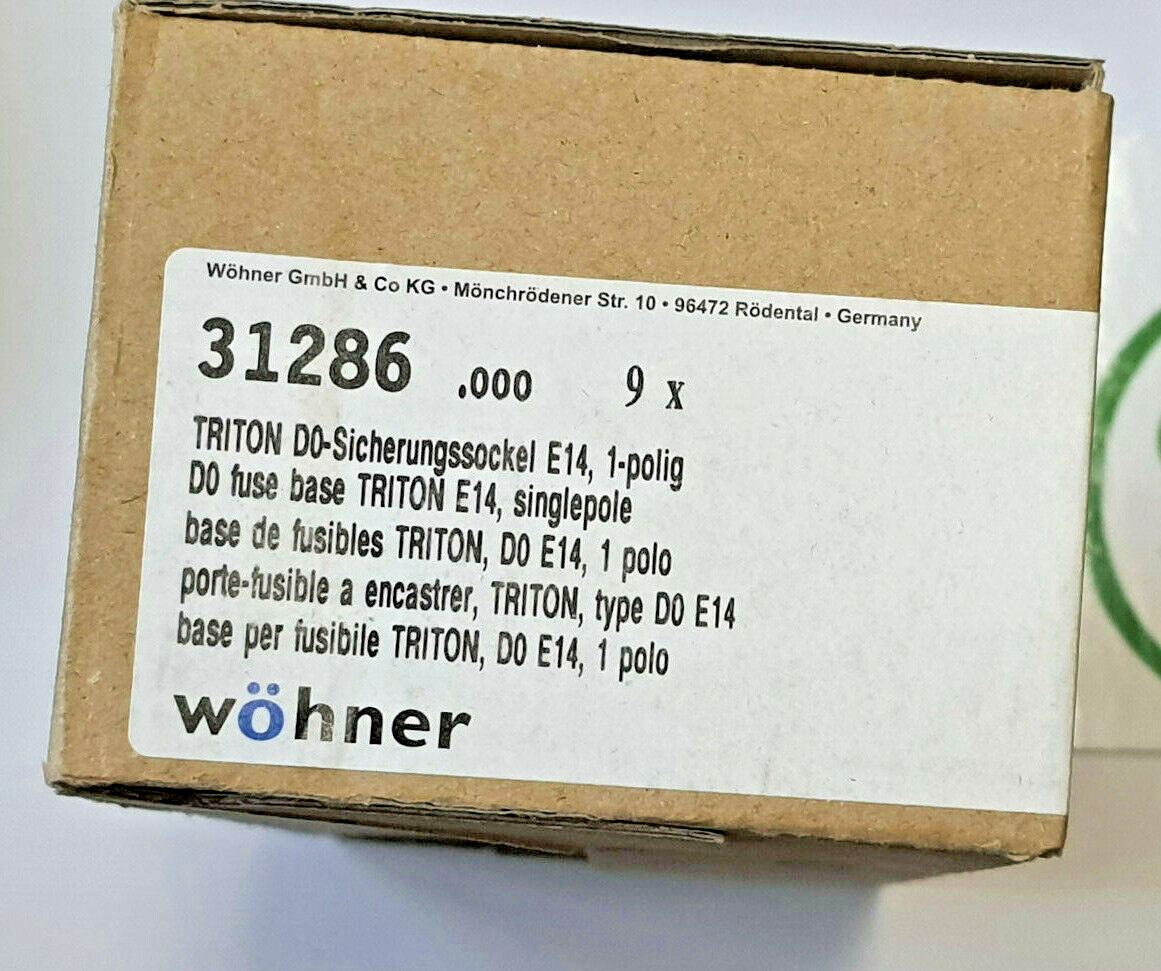 Wöhner GmbH & Co KG • Mönchrödener Str. 10 • 96472 Rödental • Germany
31286 .000 9 x
TRITON D0-Sicherungssockel E14, 1-polig
D0 fuse base TRITON E14, singlepole
base de fusibles TRITON, D0 E14, 1 polo
porte-fusible a encastrer, TRITON, type D0 E14
base per fusibile TRITON, D0 E14, 1 polo
wöhner